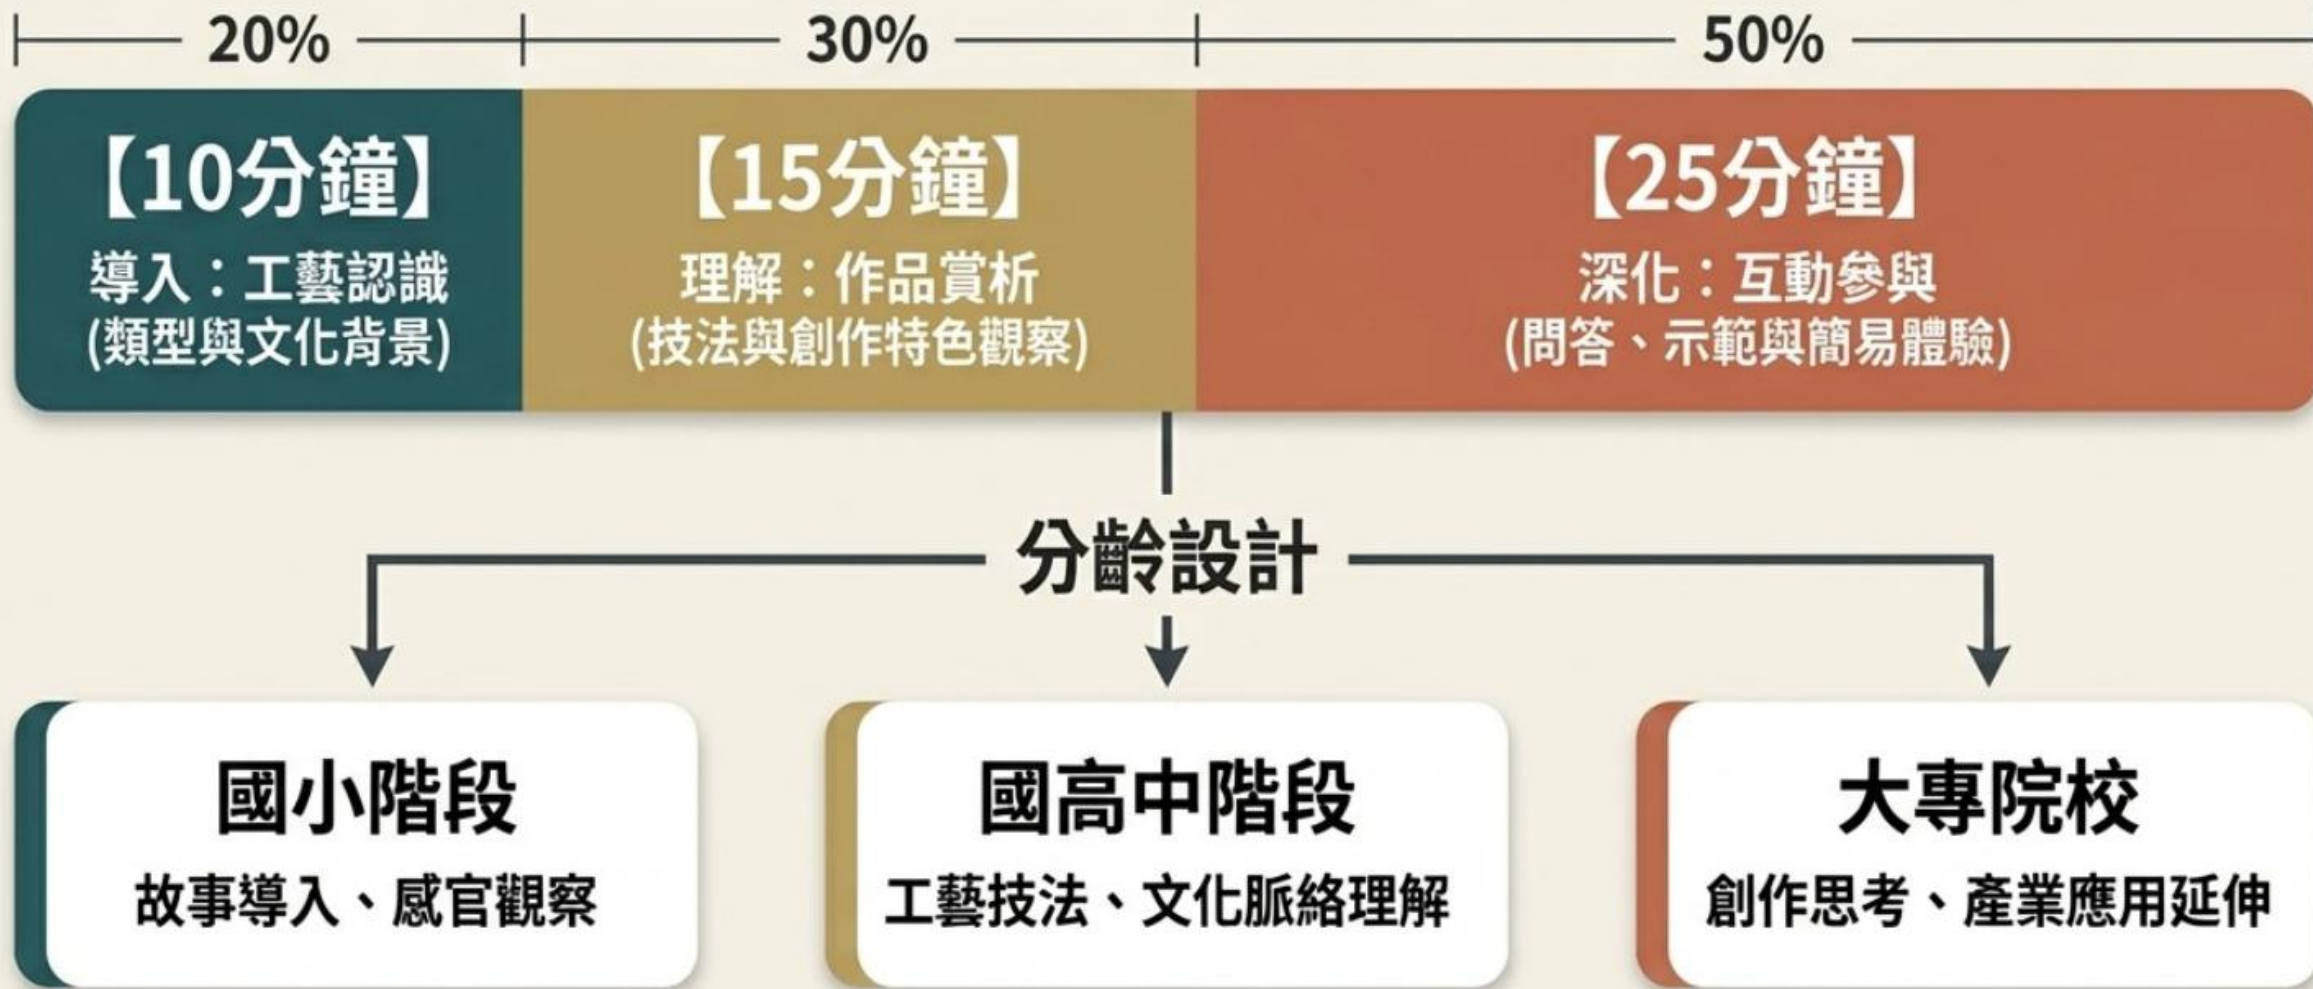 20%
30%
50%
【10分鐘】
導入：工藝認識
(類型與文化背景)
【15分鐘】
理解：作品賞析
(技法與創作特色觀察)
【25分鐘】
深化：互動參與
(問答、示範與簡易體驗)
分齡設計
國小階段
故事導入、感官觀察
國高中階段
工藝技法、文化脈絡理解
大專院校
創作思考、產業應用延伸